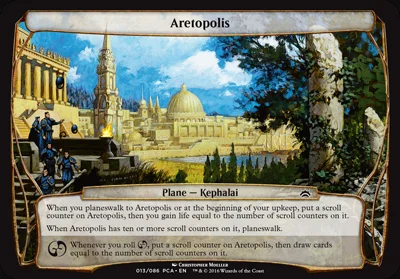 Aretopolis
Plane — Kephalai
When you planeswalk to Aretopolis or at the beginning of your upkeep, put a scroll
counter on Aretopolis, then you gain life equal to the number of scroll counters on it.
When Aretopolis has ten or more scroll counters on it, planeswalk.
Whenever you roll , put a scroll counter on Aretopolis, then draw cards
equal to the number of scroll counters on it.
Christopher Moeller
013/086 PCA • EN ™ & © 2016 Wizards of the Coast